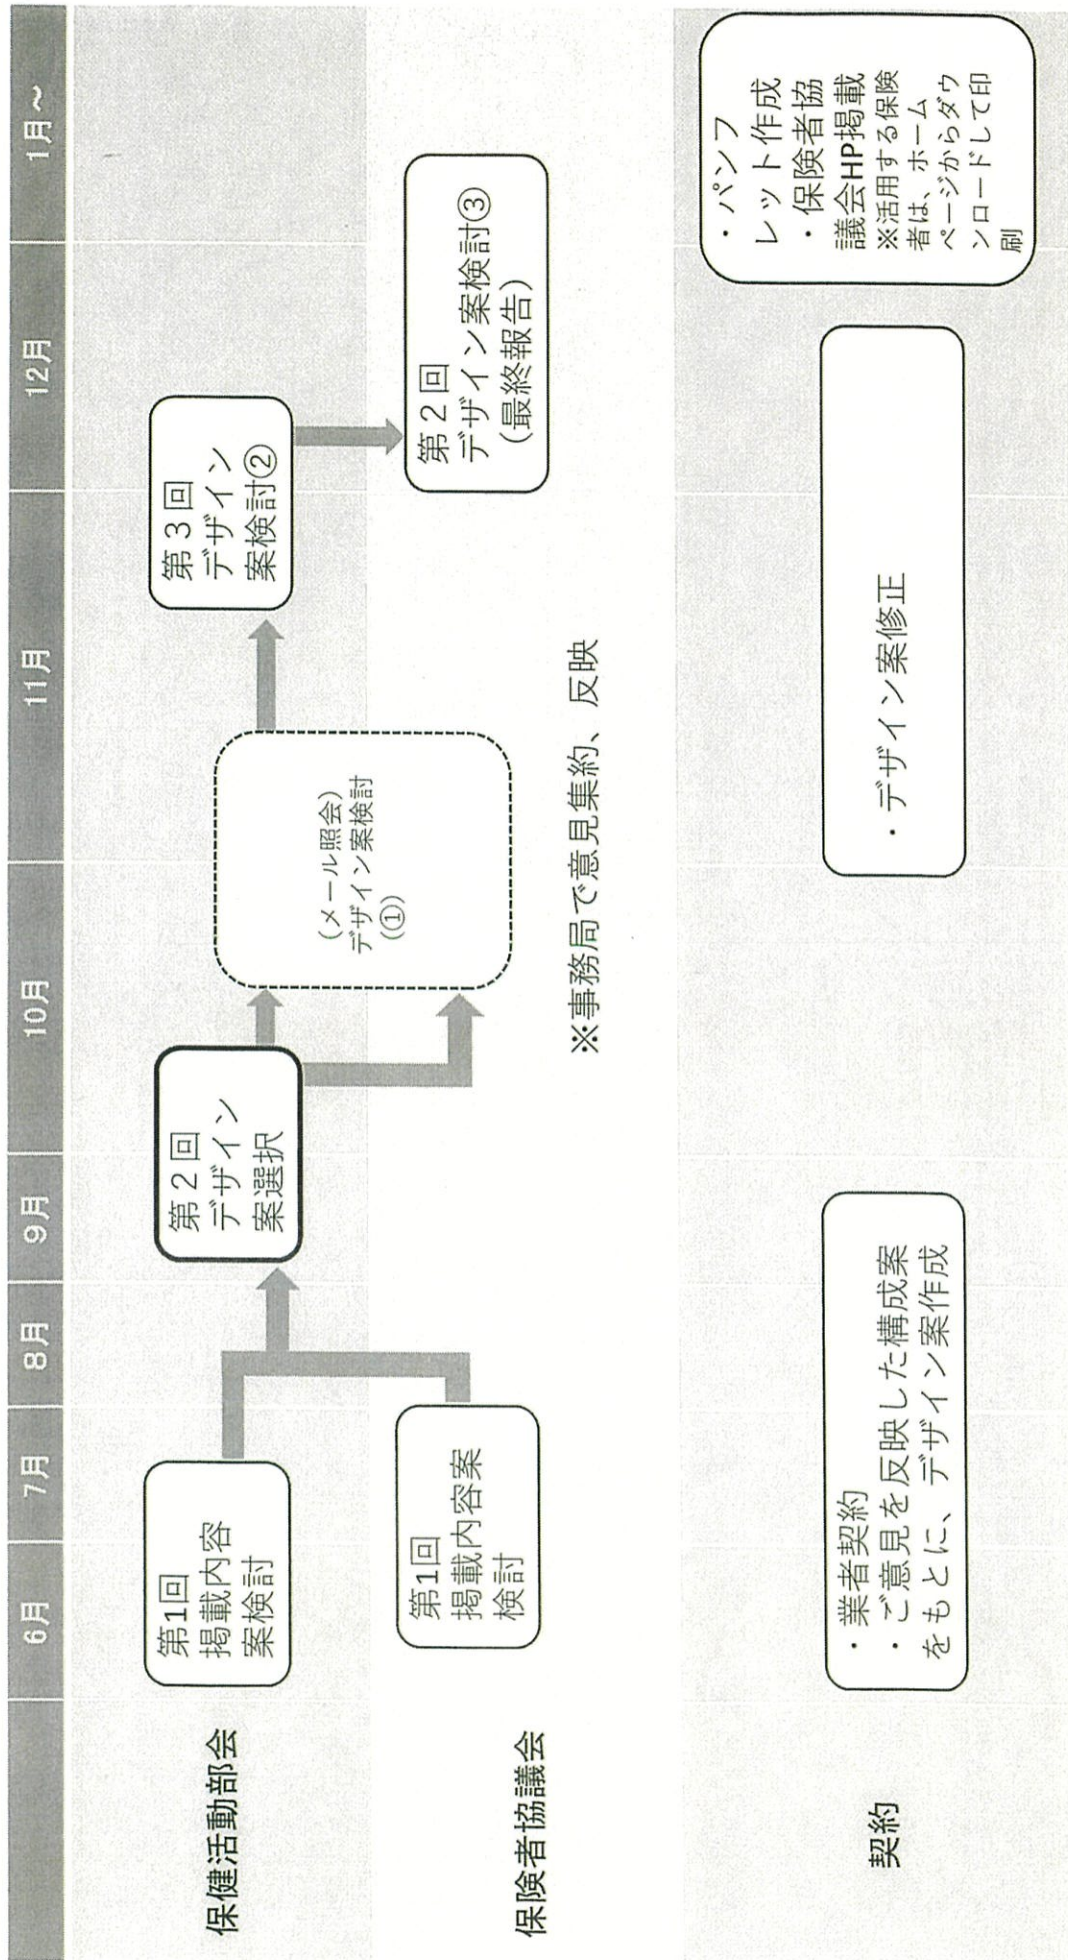 6月
7月
8月
9月
10月
11月
12月
1月～
保健活動部会
第1回
掲載内容
案検討
第２回
デザイン
案選択
（メール照会）
デザイン案検討
(①)
第３回
デザイン
案検討②
保険者協議会
第1回
掲載内容案
検討
第２回
デザイン案検討③
（最終報告）
※事務局で意見集約、反映
契約
・業者契約
・ご意見を反映した構成案
をもとに、デザイン案作成
・デザイン案修正
・パンフ
レット作成
・保険者協
議会HP掲載
※活用する保険
者は、ホーム
ページからダウ
ンロードして印
刷